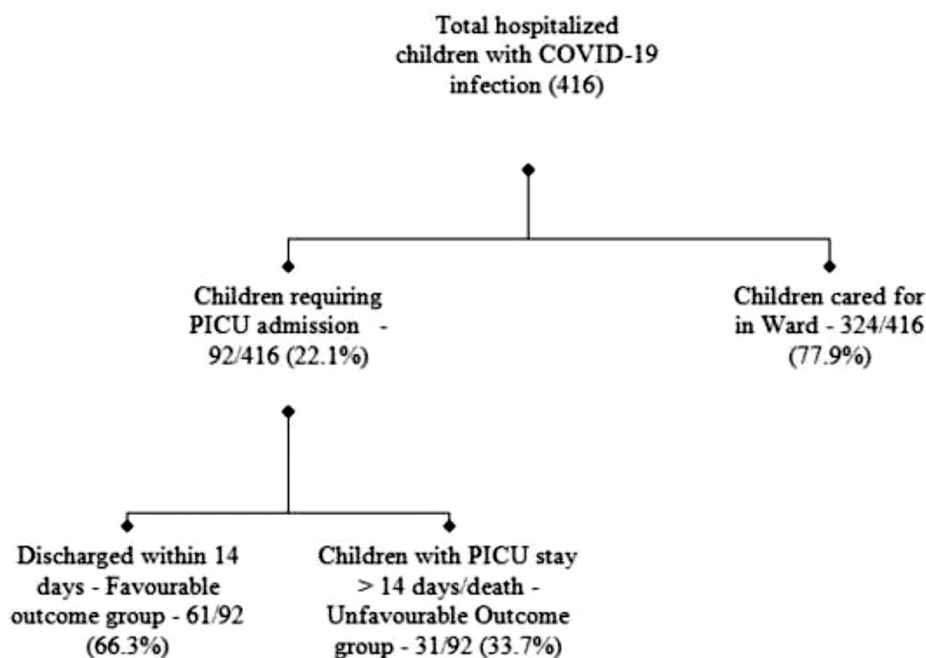 Total hospitalized
children with COVID-19
infection (416)
Children requiring
PICU admission -
92/416 (22.1%)
Children cared for
in Ward - 324/416
(77.9%)
Discharged within 14
days - Favourable
outcome group - 61/92
(66.3%)
Children with PICU stay
> 14 days/death -
Unfavourable Outcome
group - 31/92 (33.7%)